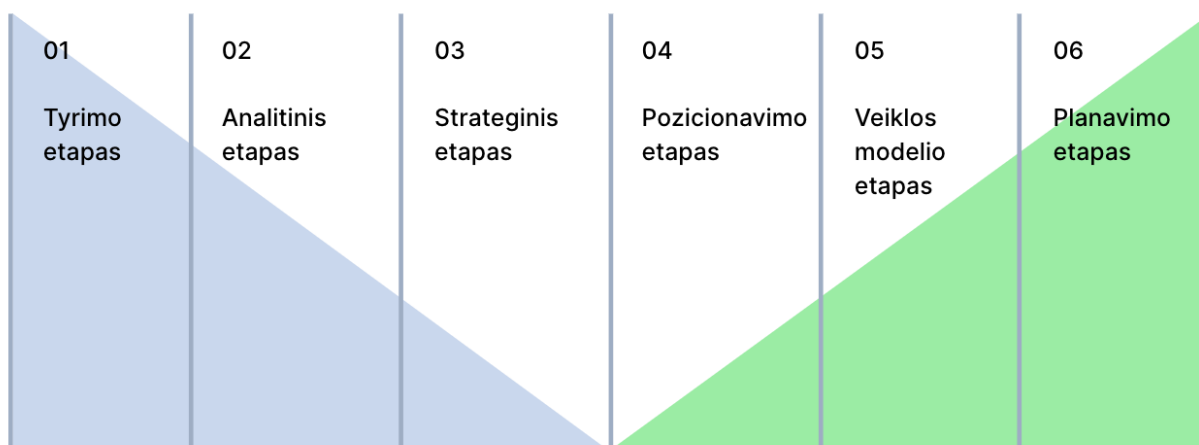 01
Tyrimo
etapas
02
Analitinis
etapas
03
Strateginis
etapas
04
Pozicionavimo
etapas
05
Veiklos
modelio
etapas
06
Planavimo
etapas